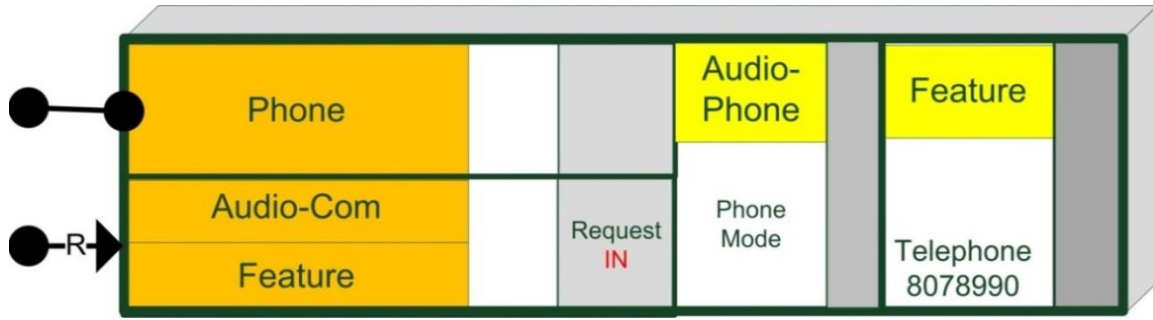 Phone
Audio-Com
Feature
R
Request
IN
Audio-
Phone
Phone
Mode
Feature
Telephone
8078990